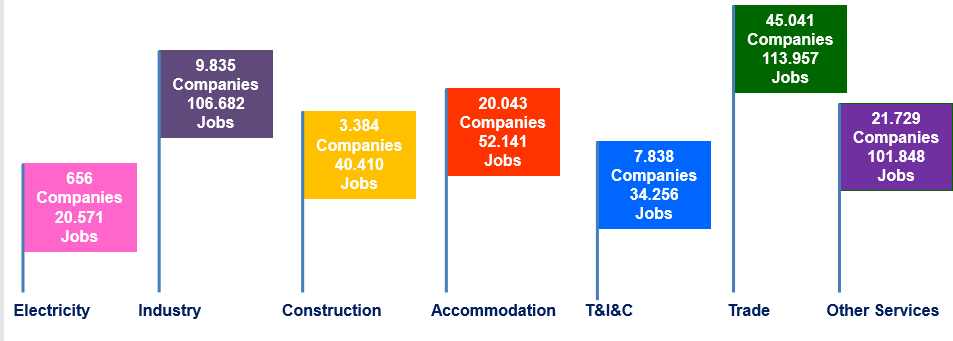 45.041
Companies
113.957
Jobs
9.835
Companies
106.682
Jobs
20.043
Companies
52.141
Jobs
21.729
Companies
101.848
Jobs
3.384
Companies
40.410
Jobs
7.838
Companies
34.256
Jobs
656
Companies
20.571
Jobs
Electricity
Industry
Construction
Accommodation
T&I&C
Trade
Other Services